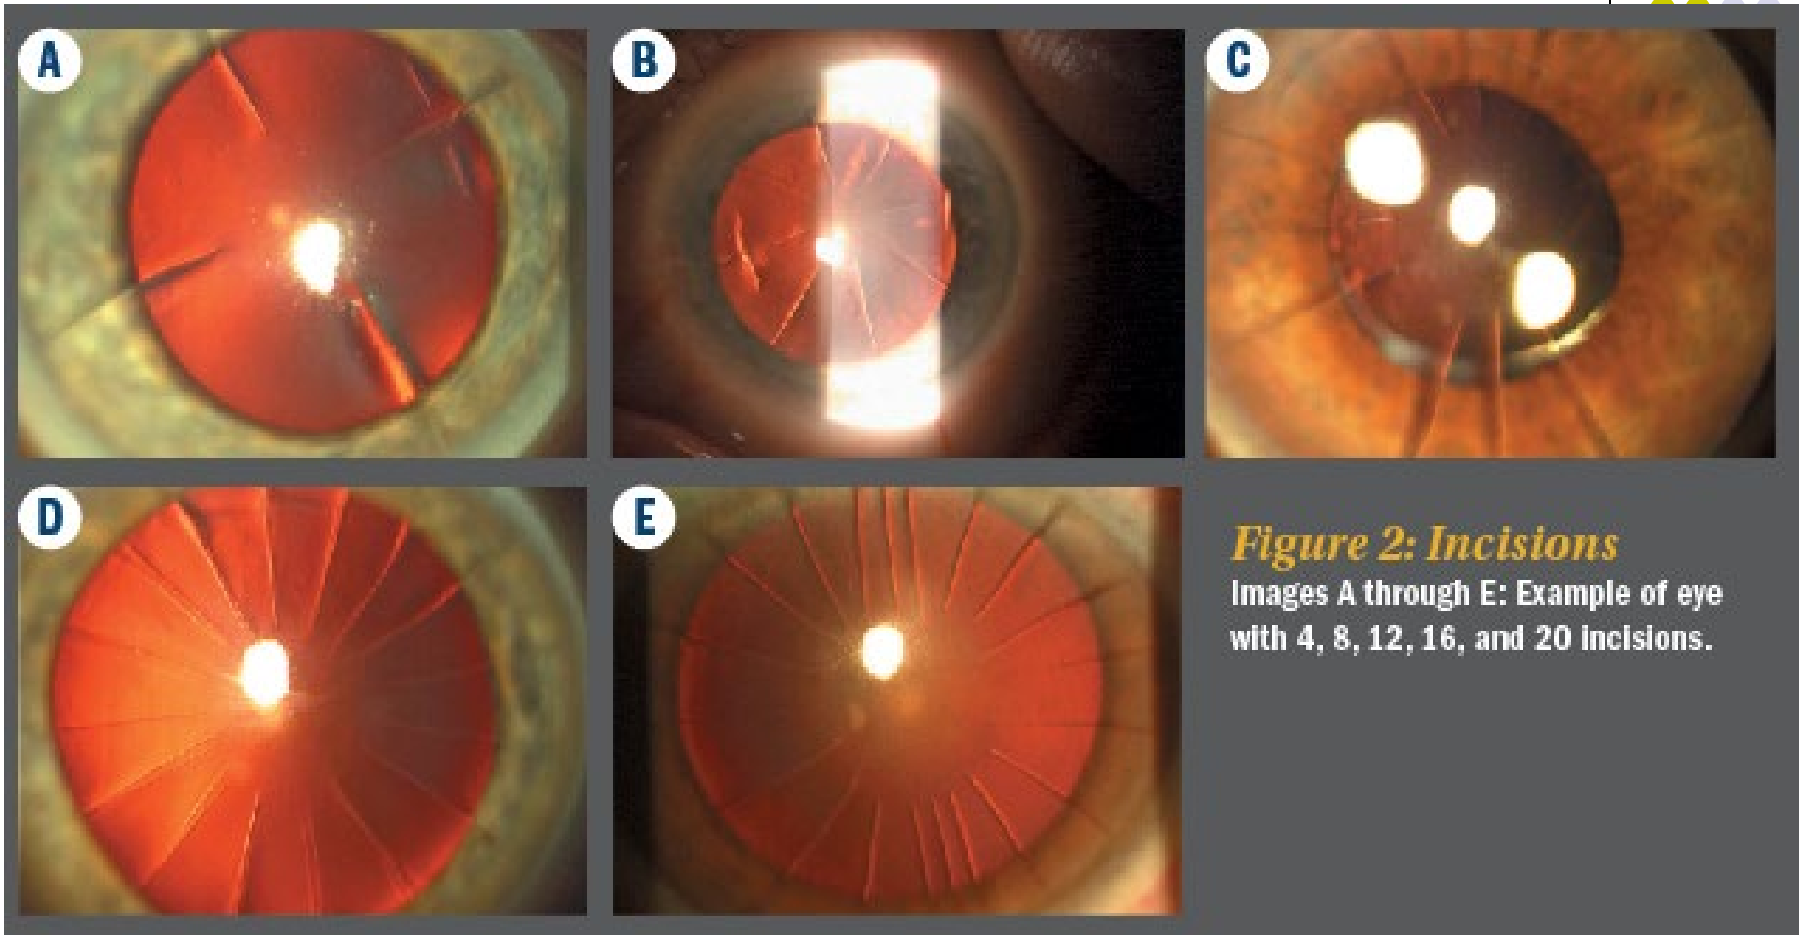 A
B
C
D
E
Figure 2: Incisions
Images A through E: Example of eye
with 4, 8, 12, 16, and 20 incisions.